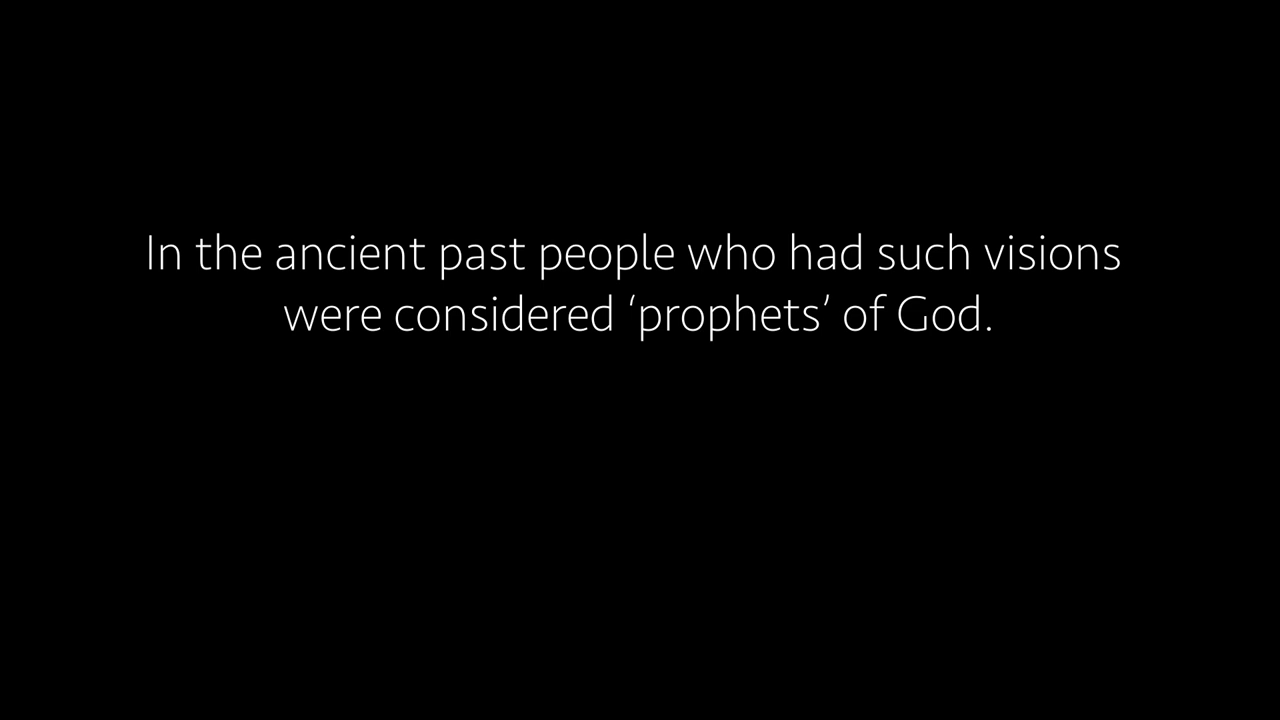 In the ancient past people who had such visions
were considered ‘prophets’ of God.